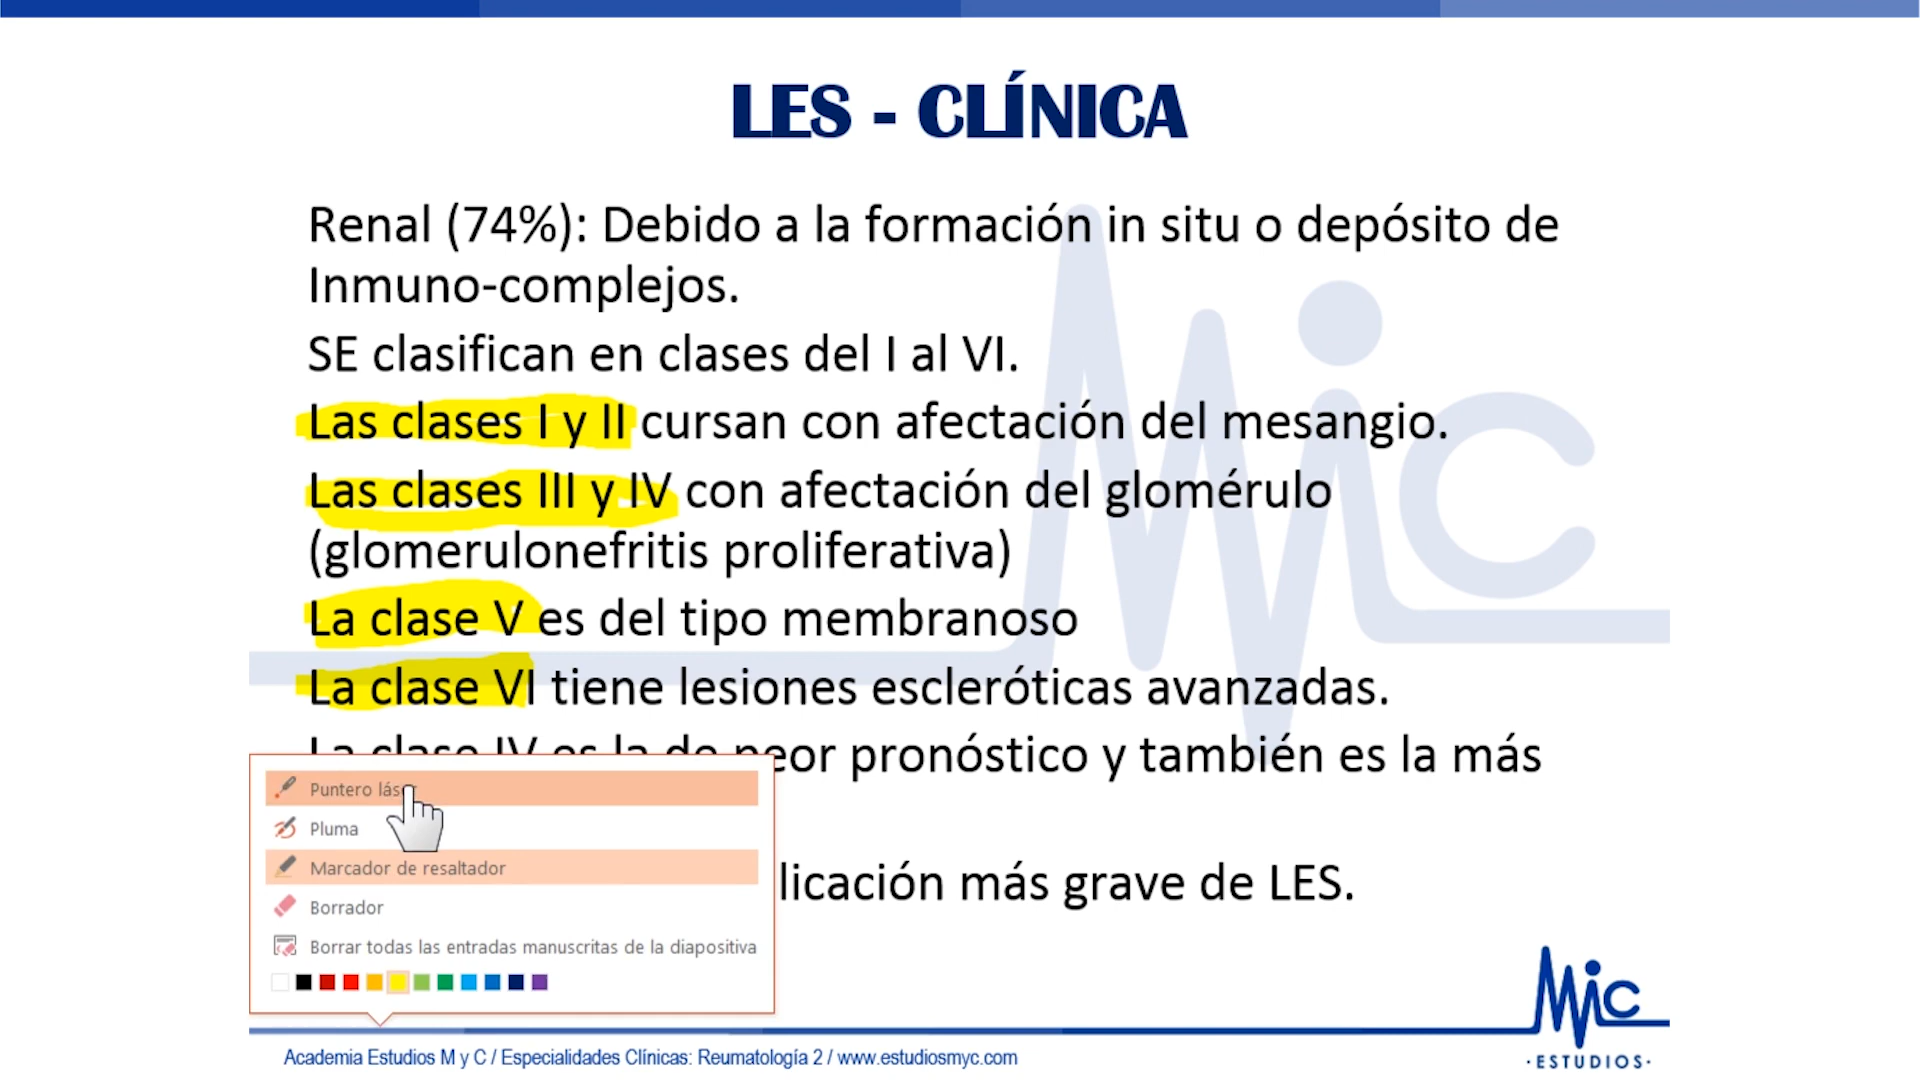 LES - CLÍNICA
Renal (74%): Debido a la formación in situ o depósito de
Inmuno-complejos.
SE clasifican en clases del I al VI.
Las clases I y II cursan con afectación del mesangio.
Las clases III y IV con afectación del glomérulo
(glomerulonefritis proliferativa)
La clase V es del tipo membranoso
La clase VI tiene lesiones escleróticas avanzadas.
La clase IV es la de peor pronóstico y también es la más
licación más grave de LES.
Puntero lás
Pluma
Marcador de resaltador
Borrador
Borrar todas las entradas manuscritas de la diapositiva
Mic
·ESTUDIOS·
Academia Estudios M y C / Especialidades Clínicas: Reumatología 2 / www.estudiosmyc.com